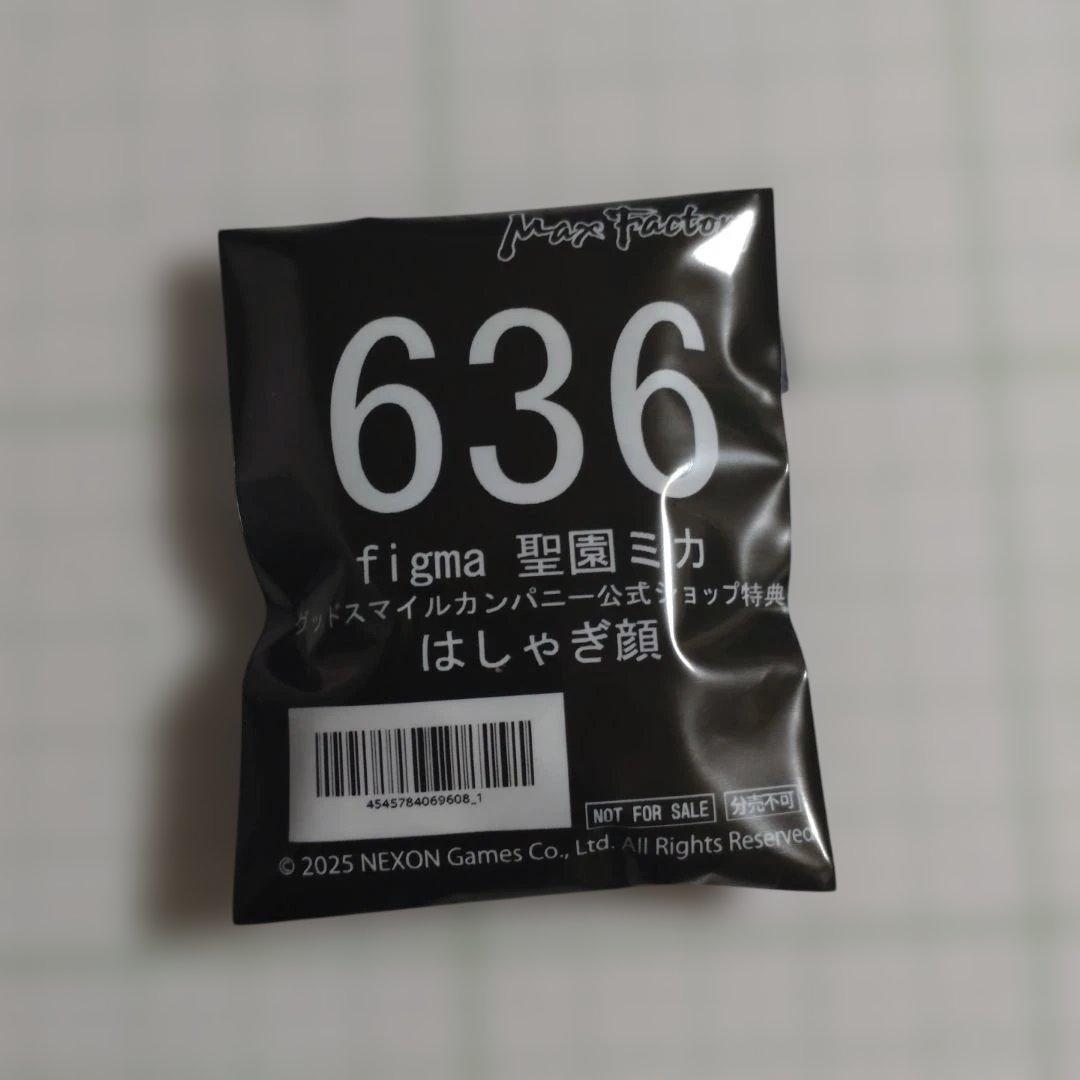 Max Factory
636
figma 聖園ミカ
グッドスマイルカンパニー公式ショップ特典
はしゃぎ顔
4545784069608_1
NOT FOR SALE 分売不可
© 2025 NEXON Games Co., Ltd. All Rights Reserved.